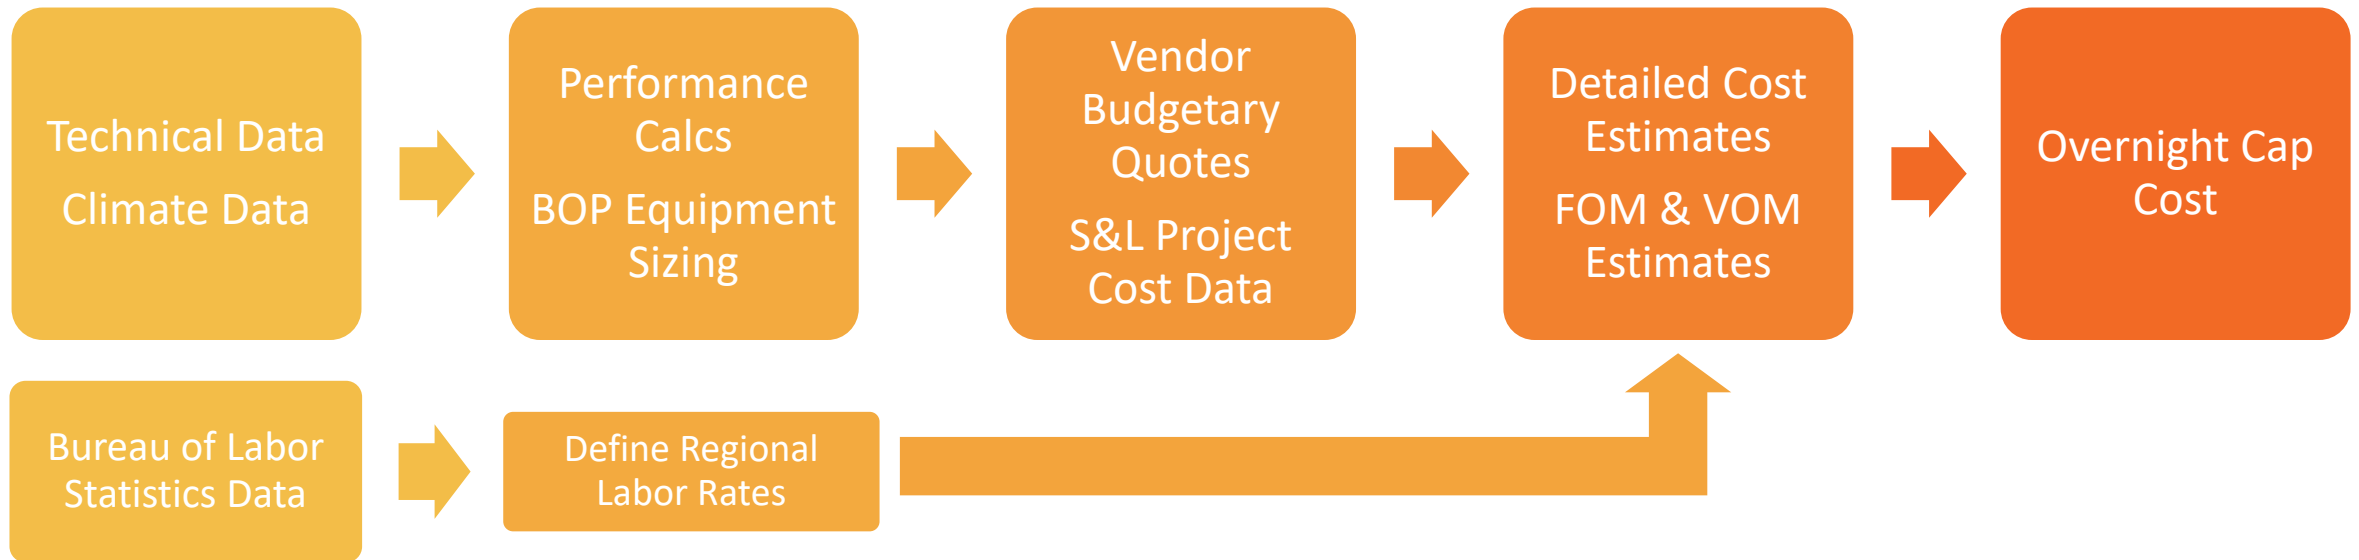 Technical Data
Climate Data
Performance
Calcs
BOP Equipment
Sizing
Vendor
Budgetary
Quotes
S&L Project
Cost Data
Detailed Cost
Estimates
FOM & VOM
Estimates
Overnight Cap
Cost
Bureau of Labor
Statistics Data
Define Regional
Labor Rates